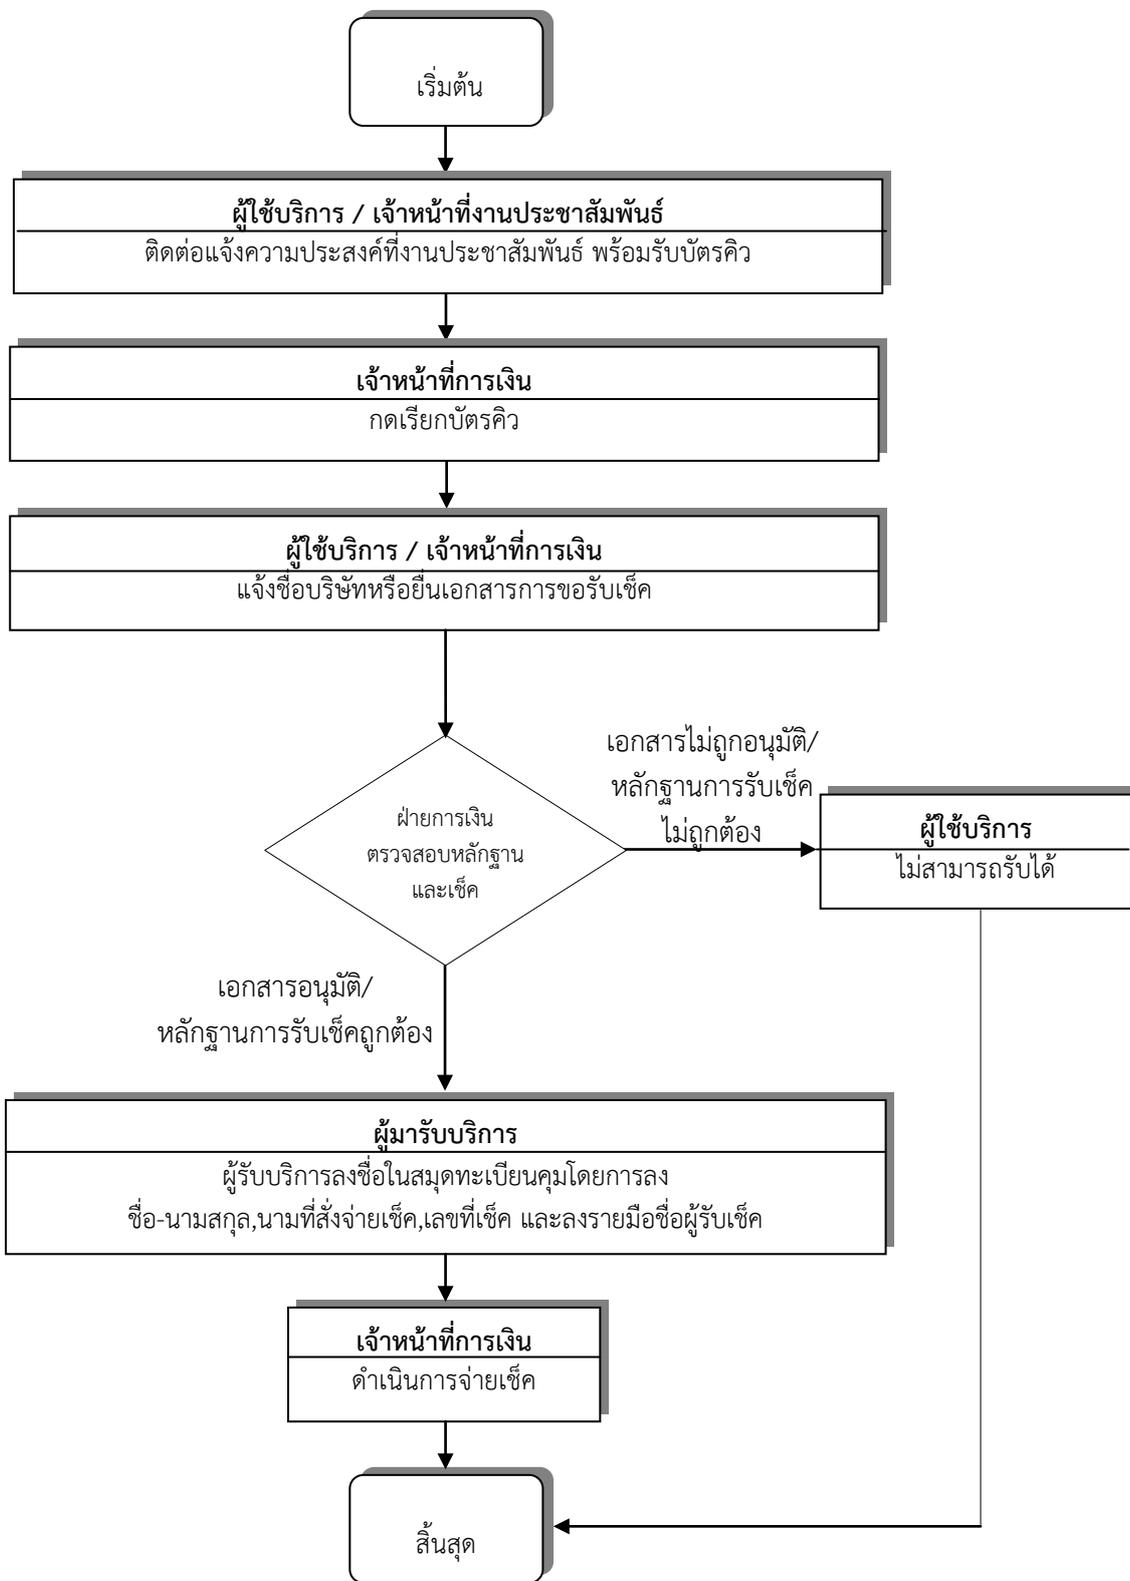 เริ่มต้น
ผู้ใช้บริการ / เจ้าหน้าที่งานประชาสัมพันธ์
ติดต่อแจ้งความประสงค์ที่งานประชาสัมพันธ์ พร้อมรับบัตรคิว
เจ้าหน้าที่การเงิน
กดเรียกบัตรคิว
ผู้ใช้บริการ / เจ้าหน้าที่การเงิน
แจ้งชื่อบริษัทหรือยื่นเอกสารการขอรับเช็ค
ฝ่ายการเงิน
ตรวจสอบหลักฐาน
และเช็ค
เอกสารไม่ถูกอนุมัติ/
หลักฐานการรับเช็ค
ไม่ถูกต้อง
ผู้ใช้บริการ
ไม่สามารถรับได้
เอกสารอนุมัติ/
หลักฐานการรับเช็คถูกต้อง
ผู้มารับบริการ
ผู้รับบริการลงชื่อในสมุดทะเบียนคุมโดยการลง
ชื่อ-นามสกุล,นามที่สั่งจ่ายเช็ค,เลขที่เช็ค และลงรายมือชื่อผู้รับเช็ค
เจ้าหน้าที่การเงิน
ดำเนินการจ่ายเช็ค
สิ้นสุด